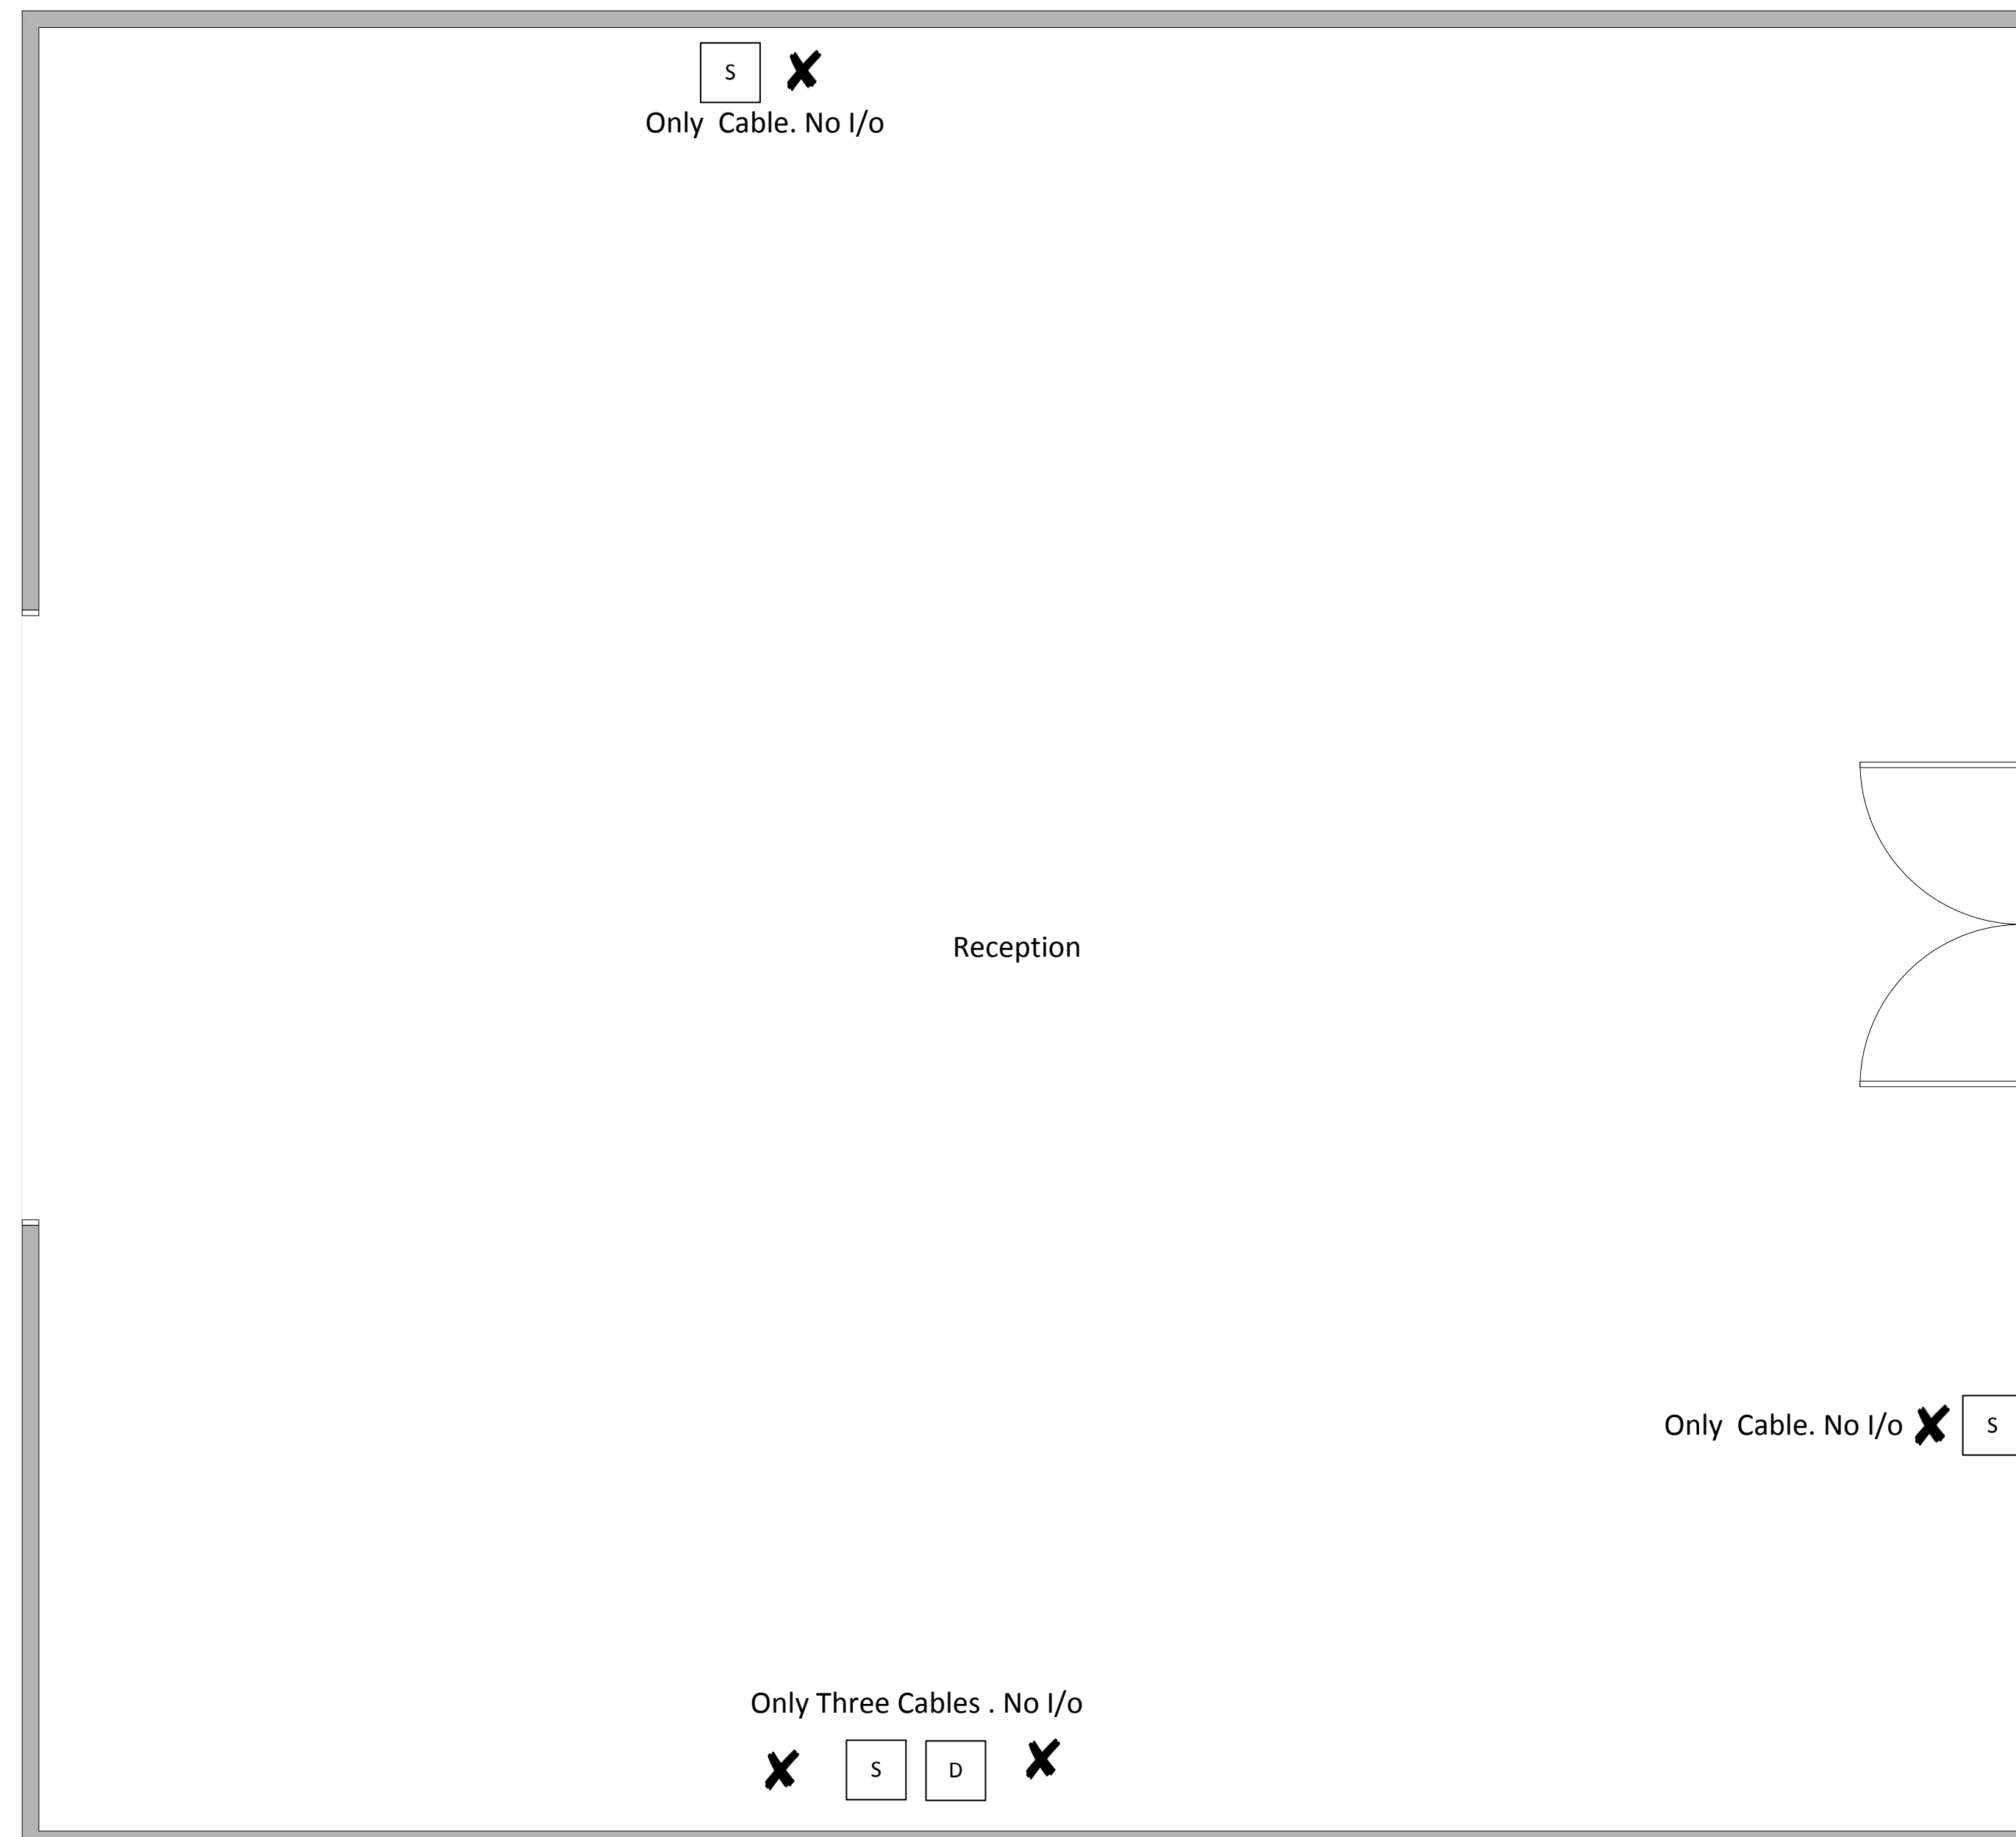 S
Only  Cable. No I/o
Reception
Only  Cable. No I/o
S
Only Three Cables . No I/o
S
D